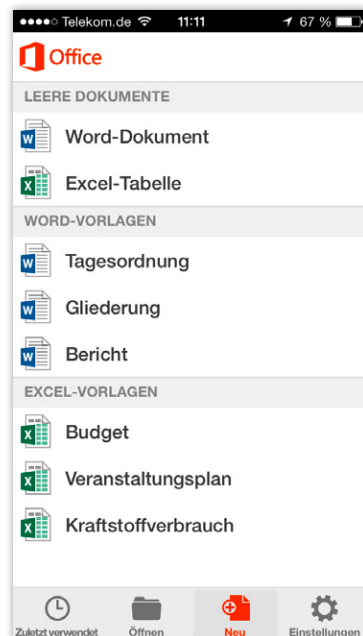 Telekom.de 11:11 67 %
Office
LEERE DOKUMENTE
Word-Dokument
Excel-Tabelle
WORD-VORLAGEN
Tagesordnung
Gliederung
Bericht
EXCEL-VORLAGEN
Budget
Veranstaltungsplan
Kraftstoffverbrauch
Zuletzt verwendet Öffnen Neu Einstellungen